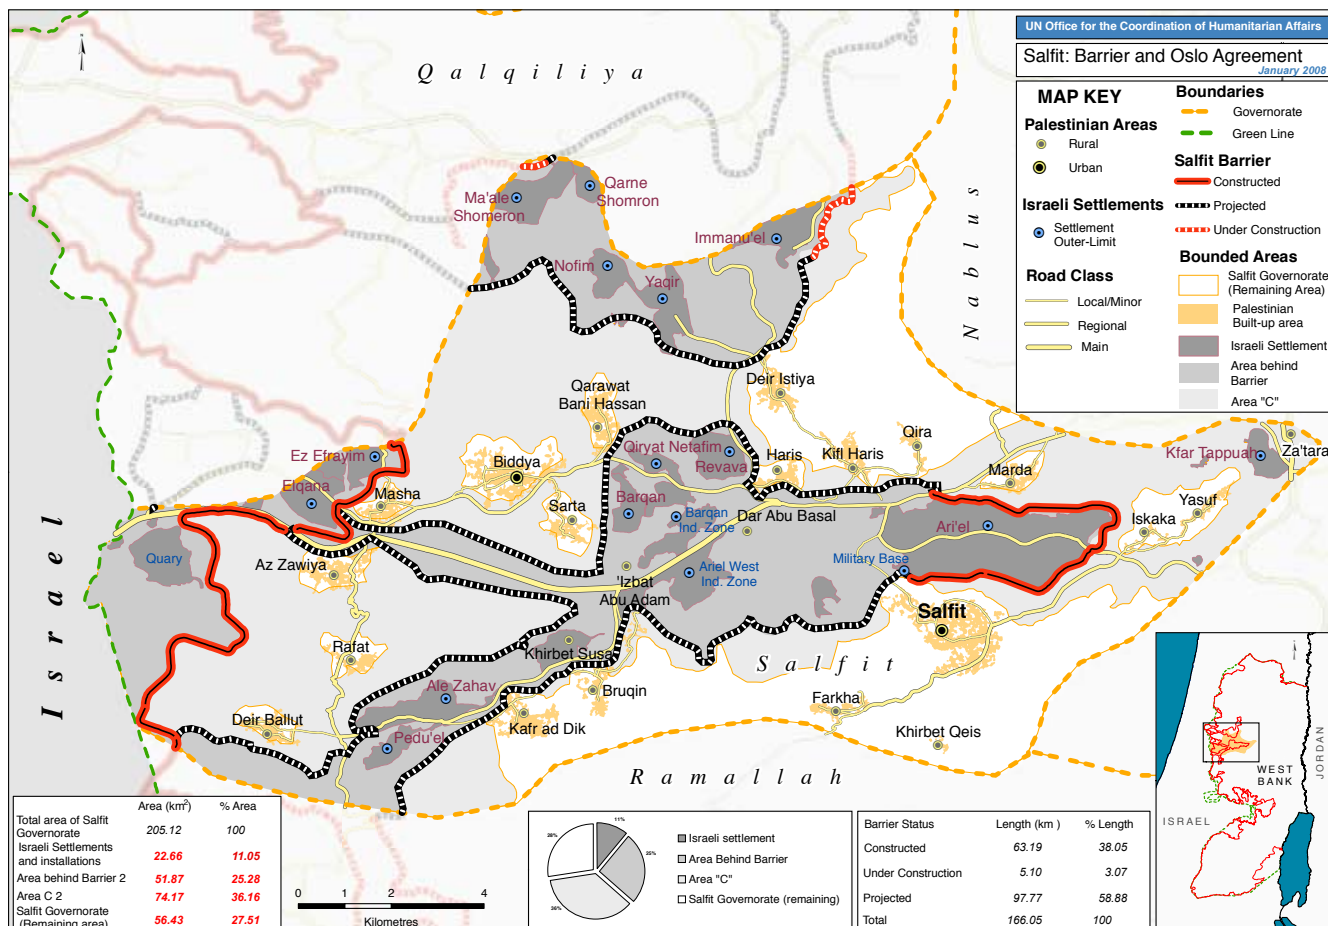 UN Office for the Coordination of Humanitarian Affairs
Salfit: Barrier and Oslo Agreement
January 2008
MAP KEY
Palestinian Areas
Rural
Urban
Israeli Settlements
Settlement
Outer-Limit
Road Class
Local/Minor
Regional
Main
Boundaries
Governorate
Green Line
Salfit Barrier
Constructed
Projected
Under Construction
Bounded Areas
Salfit Governorate
(Remaining Area)
Palestinian
Built-up area
Israeli Settlement
Area behind
Barrier
Area "C"
Qalqiliya
Nablus
Israel
Salfit
Ramallah
Ma'ale
Shomeron
Qarne
Shomron
Immanu'el
Nofim
Yaqir
Deir Istiya
Qarawat
Bani Hassan
Qira
Ez Efrayim
Qiryat Netafim
Revava
Haris
Kifl Haris
Marda
Kfar Tappuah
Za'tara
Biddya
Elqana
Masha
Sarta
Barqan
Barqan
Ind. Zone
Dar Abu Basal
Ari'el
Yasuf
Iskaka
Quary
Az Zawiya
'Izbat
Abu Adam
Ariel West
Ind. Zone
Military Base
Salfit
Rafat
Khirbet Susa
Ale Zahav
Bruqin
Farkha
Deir Ballut
Kafr ad Dik
Khirbet Qeis
Pedu'el
Area (km2) % Area
Total area of Salfit
Governorate 205.12 100
Israeli Settlements
and installations 22.66 11.05
Area behind Barrier 2 51.87 25.28
Area C 2 74.17 36.16
Salfit Governorate
(Remaining area) 56.43 27.51
0 1 2 4
Kilometres
11%
25%
36%
28%
Israeli settlement
Area Behind Barrier
Area "C"
Salfit Governorate (remaining)
Barrier Status Length (km ) % Length
Constructed 63.19 38.05
Under Construction 5.10 3.07
Projected 97.77 58.88
Total 166.05 100
WEST
BANK
ISRAEL
JORDAN